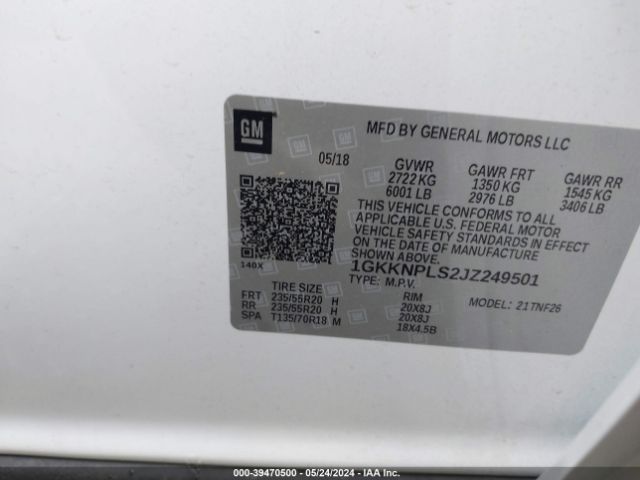 GM
MFD BY GENERAL MOTORS LLC
05/18
GVWR GAWR FRT GAWR RR
2722 KG 1350 KG 1545 KG
6001 LB 2976 LB 3406 LB
THIS VEHICLE CONFORMS TO ALL
APPLICABLE U.S. FEDERAL MOTOR
VEHICLE SAFETY STANDARDS IN EFFECT
ON THE DATE OF MANUFACTURE
SHOWN ABOVE.
1GKKNPLS2JZ249501
TYPE: M.P.V.
140X
TIRE SIZE RIM MODEL: 21TNF26
FRT 235/55R20 H 20X8J
RR 235/55R20 H 20X8J
SPA T135/70R18 M 18X4.5B
000-39470500 - 05/24/2024 - IAAI.CA